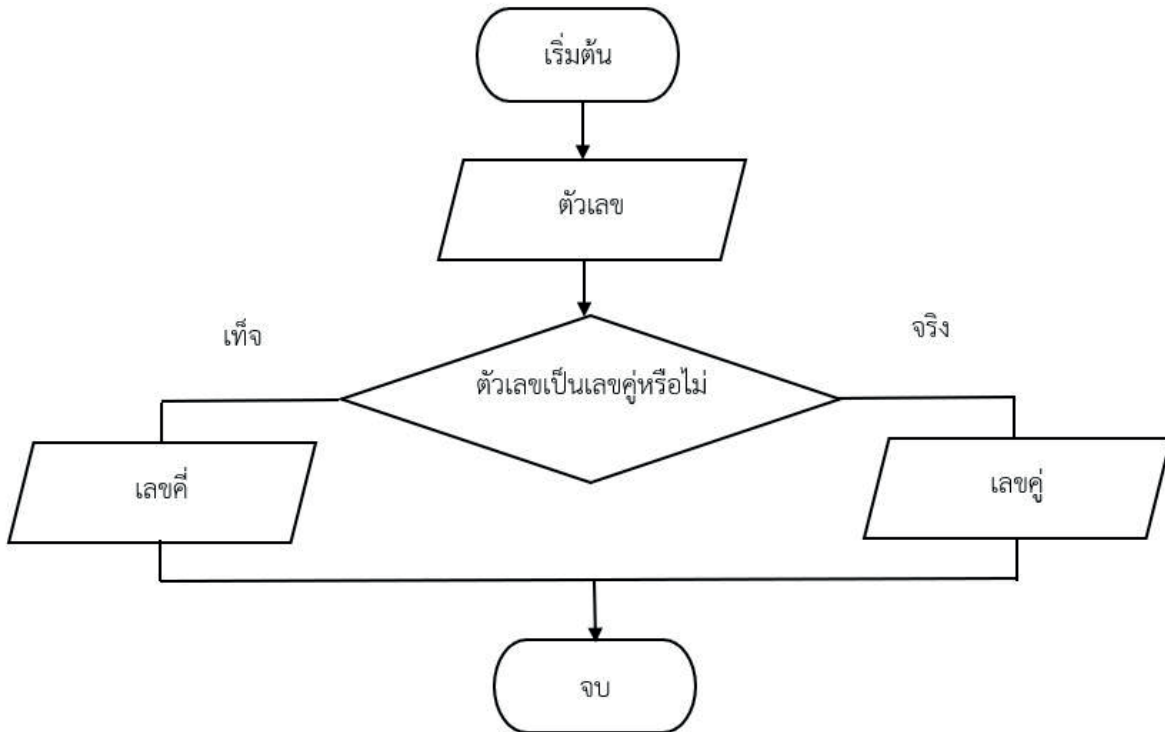 เริ่มต้น
ตัวเลข
เท็จ
จริง
ตัวเลขเป็นเลขคู่หรือไม่
เลขคี่
เลขคู่
จบ